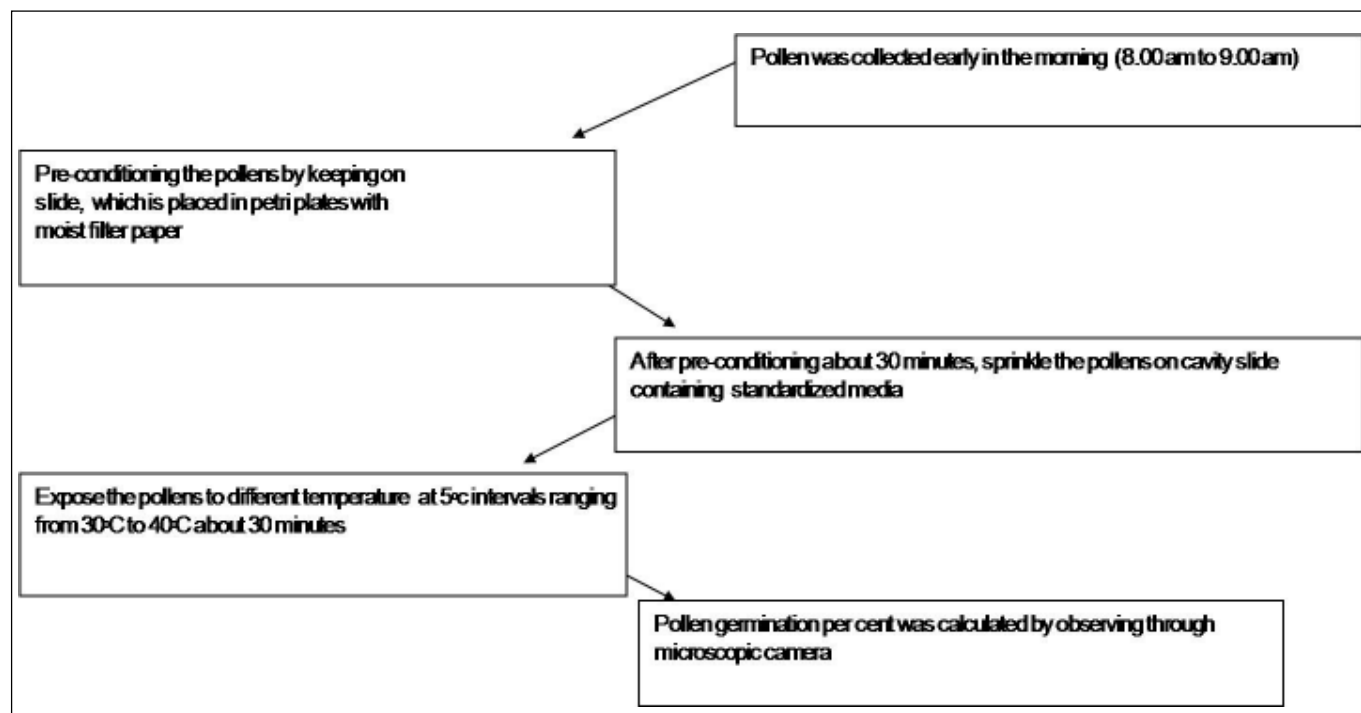 Pollen was collected early in the morning (8.00 am to 9.00 am)
Pre-conditioning the pollens by keeping on
slide, which is placed in petri plates with
moist filter paper
After pre-conditioning about 30 minutes, sprinkle the pollens on cavity slide
containing standardized media
Expose the pollens to different temperature at 5ᵒc intervals ranging
from 30ᵒC to 40ᵒC about 30 minutes
Pollen germination per cent was calculated by observing through
microscopic camera